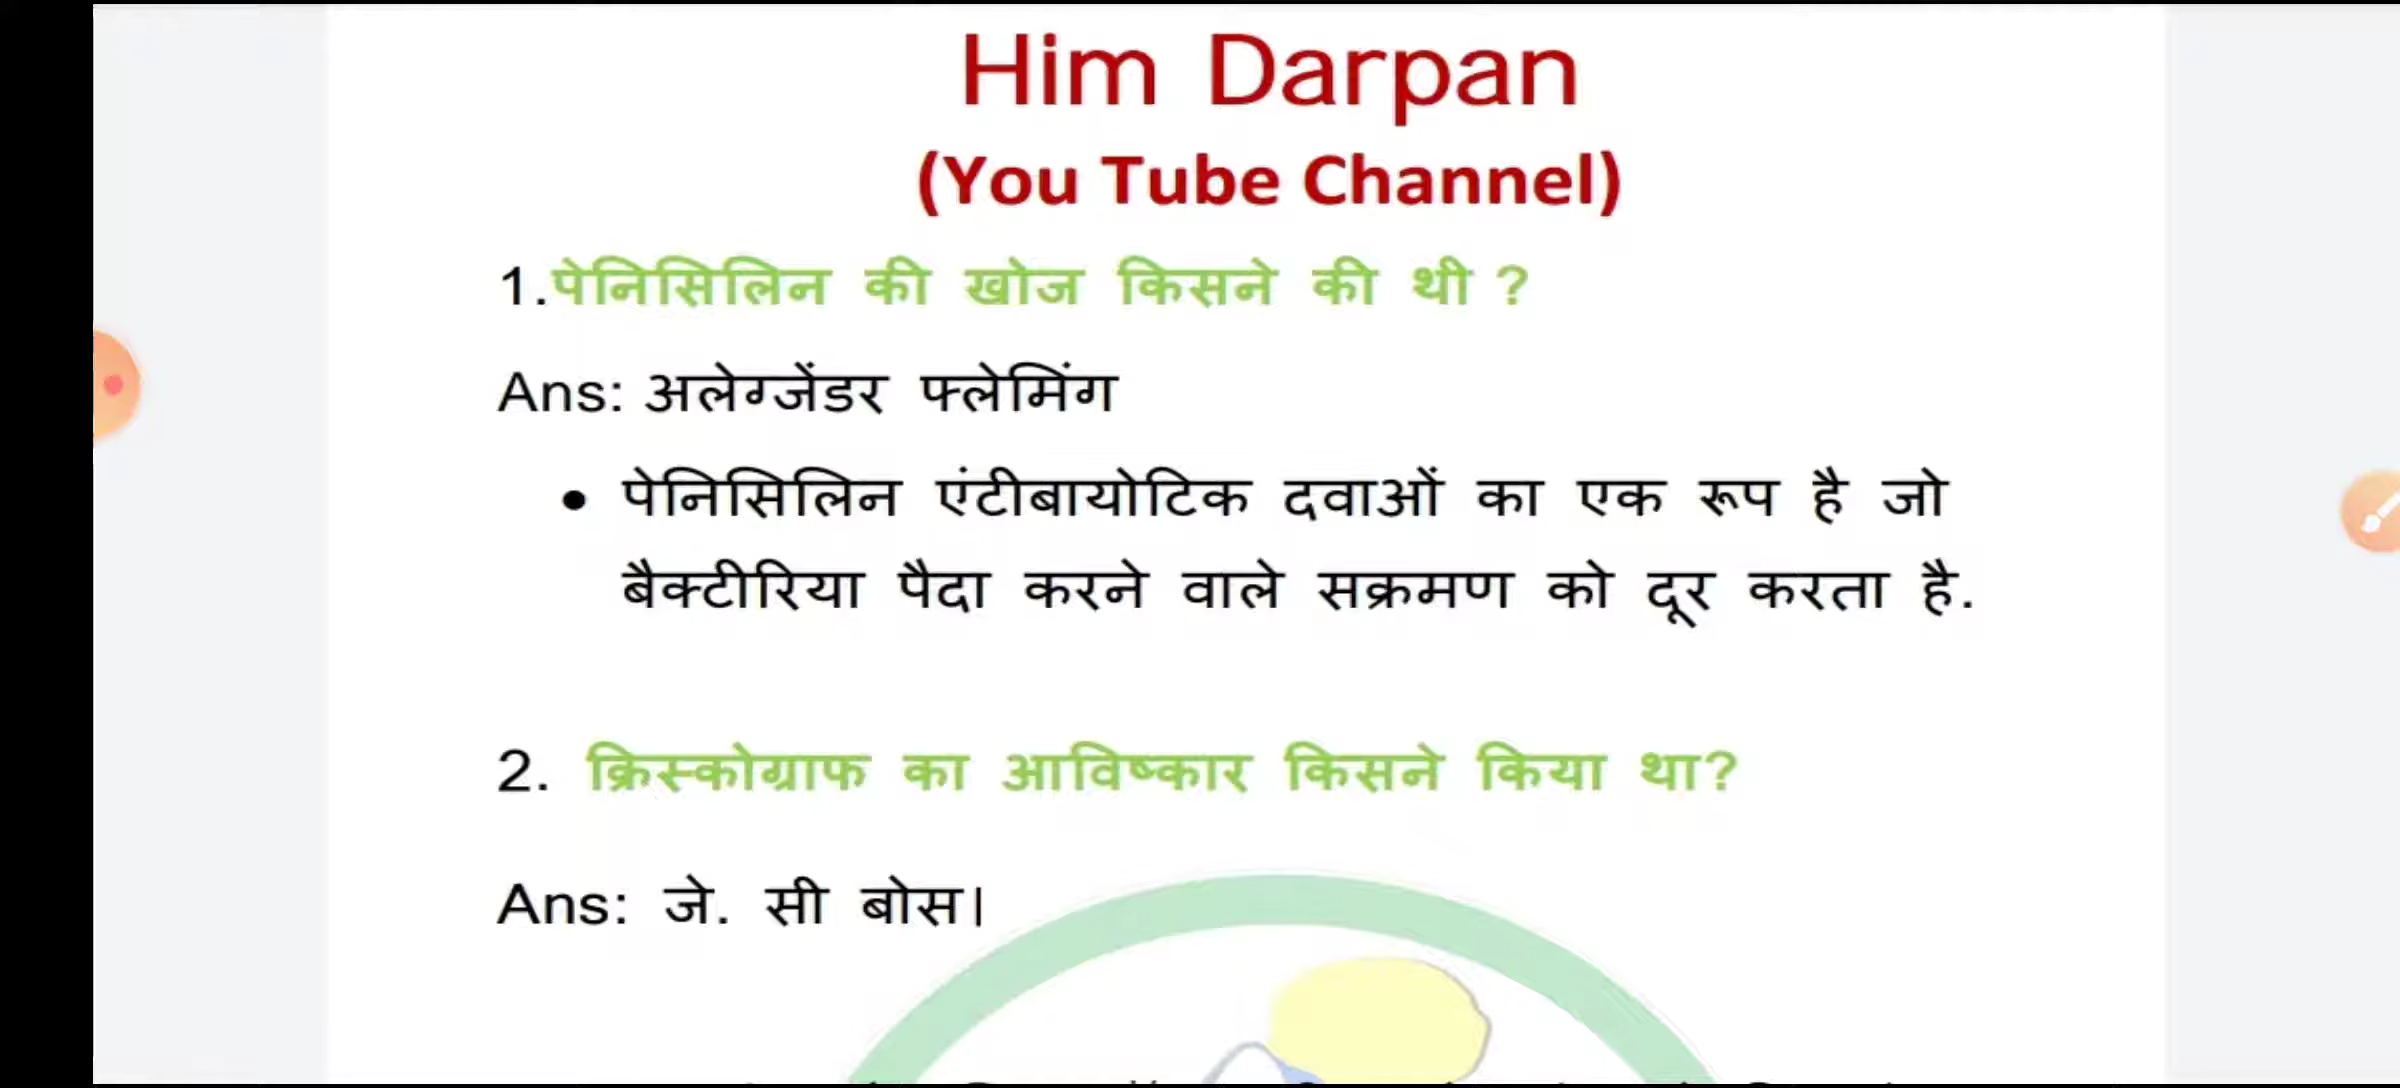 Him Darpan
(You Tube Channel)
1.पेनिसिलिन की खोज किसने की थी ?
Ans: अलेग्जेंडर फ्लेमिंग
• पेनिसिलिन एंटीबायोटिक दवाओं का एक रूप है जो
बैक्टीरिया पैदा करने वाले सक्रमण को दूर करता है.
2. क्रिस्कोग्राफ का आविष्कार किसने किया था?
Ans: जे. सी बोस।